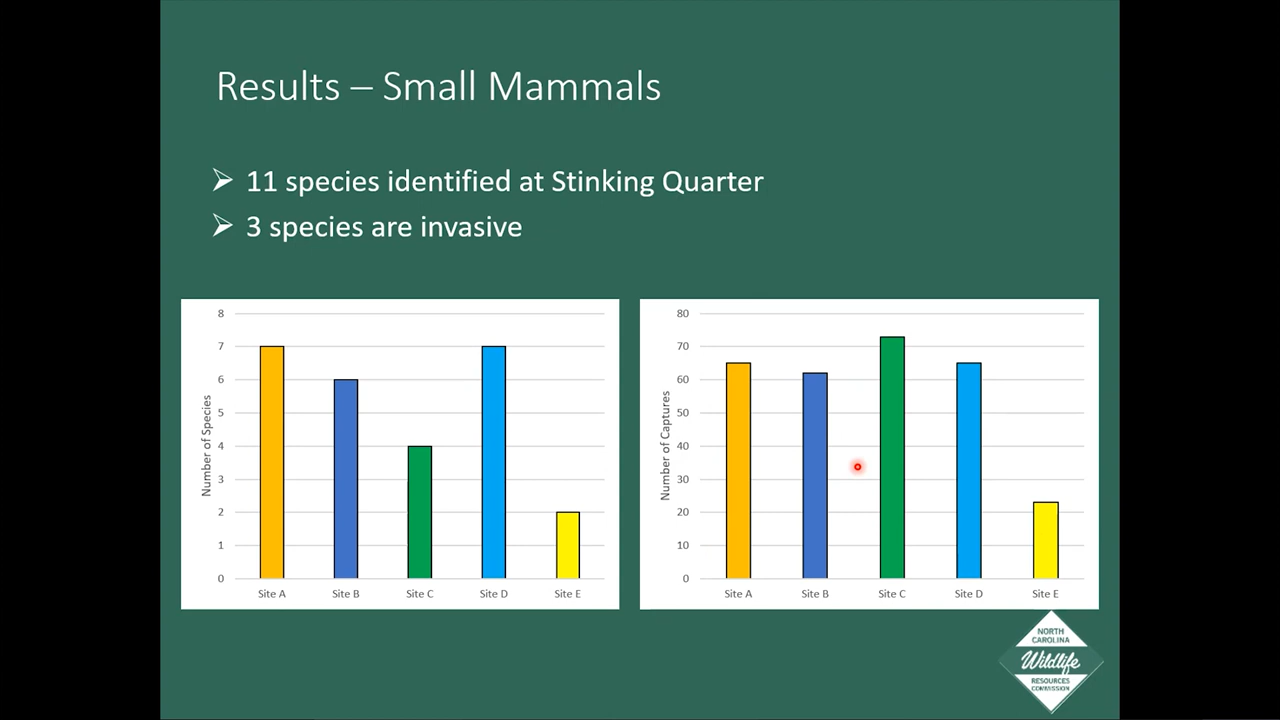 Results – Small Mammals
11 species identified at Stinking Quarter
3 species are invasive
Number of Species
8
7
6
5
4
3
2
1
0
Site A Site B Site C Site D Site E
Number of Captures
80
70
60
50
40
30
20
10
0
Site A Site B Site C Site D Site E
NORTH
CAROLINA
Wildlife
RESOURCES
COMMISSION